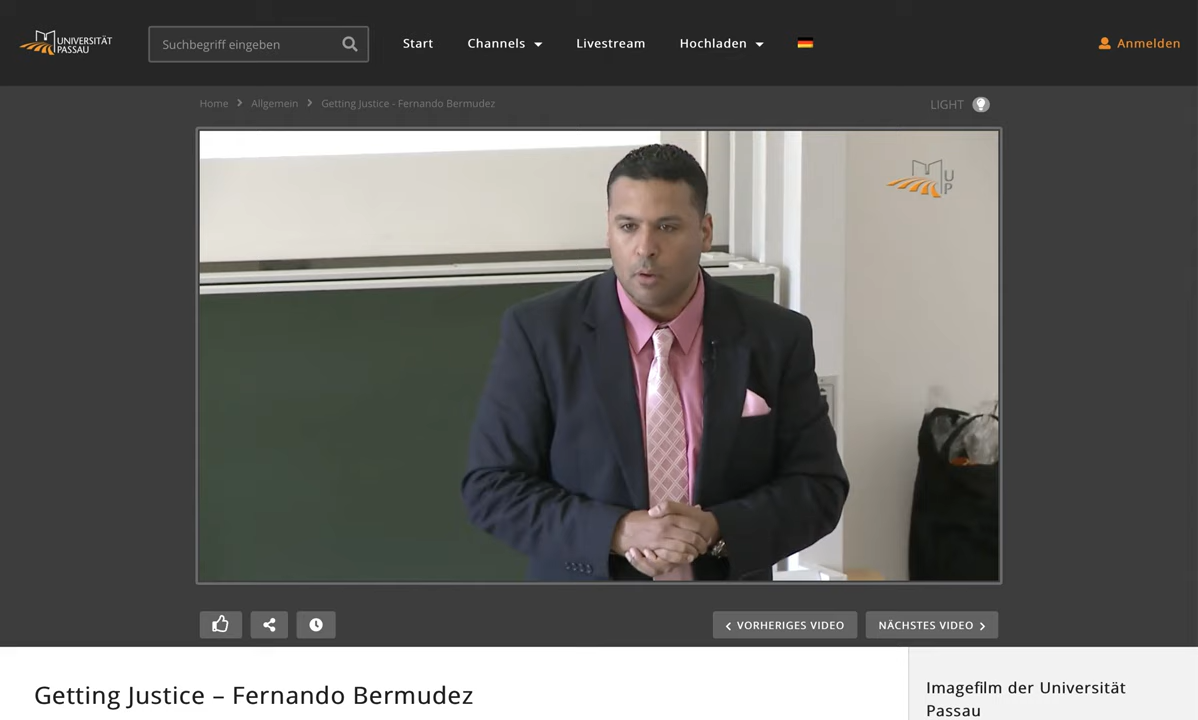 UNIVERSITÄT
PASSAU
Suchbegriff eingeben
Start
Channels
Livestream
Hochladen
Anmelden
Home
Allgemein
Getting Justice - Fernando Bermudez
LIGHT
U
P
VORHERIGES VIDEO
NÄCHSTES VIDEO
Getting Justice – Fernando Bermudez
Imagefilm der Universität
Passau